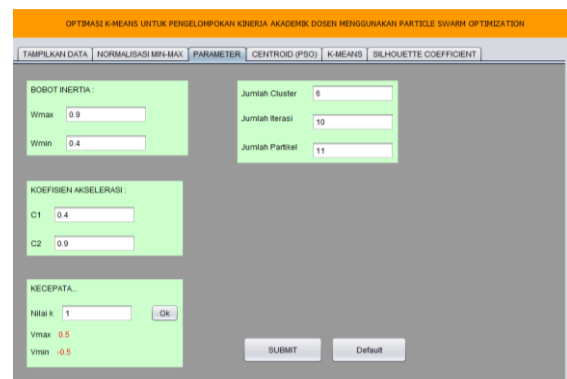 OPTIMASI K-MEANS UNTUK PENGELOMPOKAN KINERJA AKADEMIK DOSEN MENGGUNAKAN PARTICLE SWARM OPTIMIZATION
TAMPILKAN DATA NORMALISASI MIN-MAX PARAMETER CENTROID (PSO) K-MEANS SILHOUETTE COEFFICIENT
BOBOT INERTIA :
Wmax 0.9
Wmin 0.4
Jumlah Cluster 6
Jumlah Iterasi 10
Jumlah Partikel 11
KOEFISIEN AKSELERASI :
C1 0.4
C2 0.9
KECEPATA...
Nilai k 1 Ok
Vmax 0.5
Vmin -0.5
SUBMIT Default